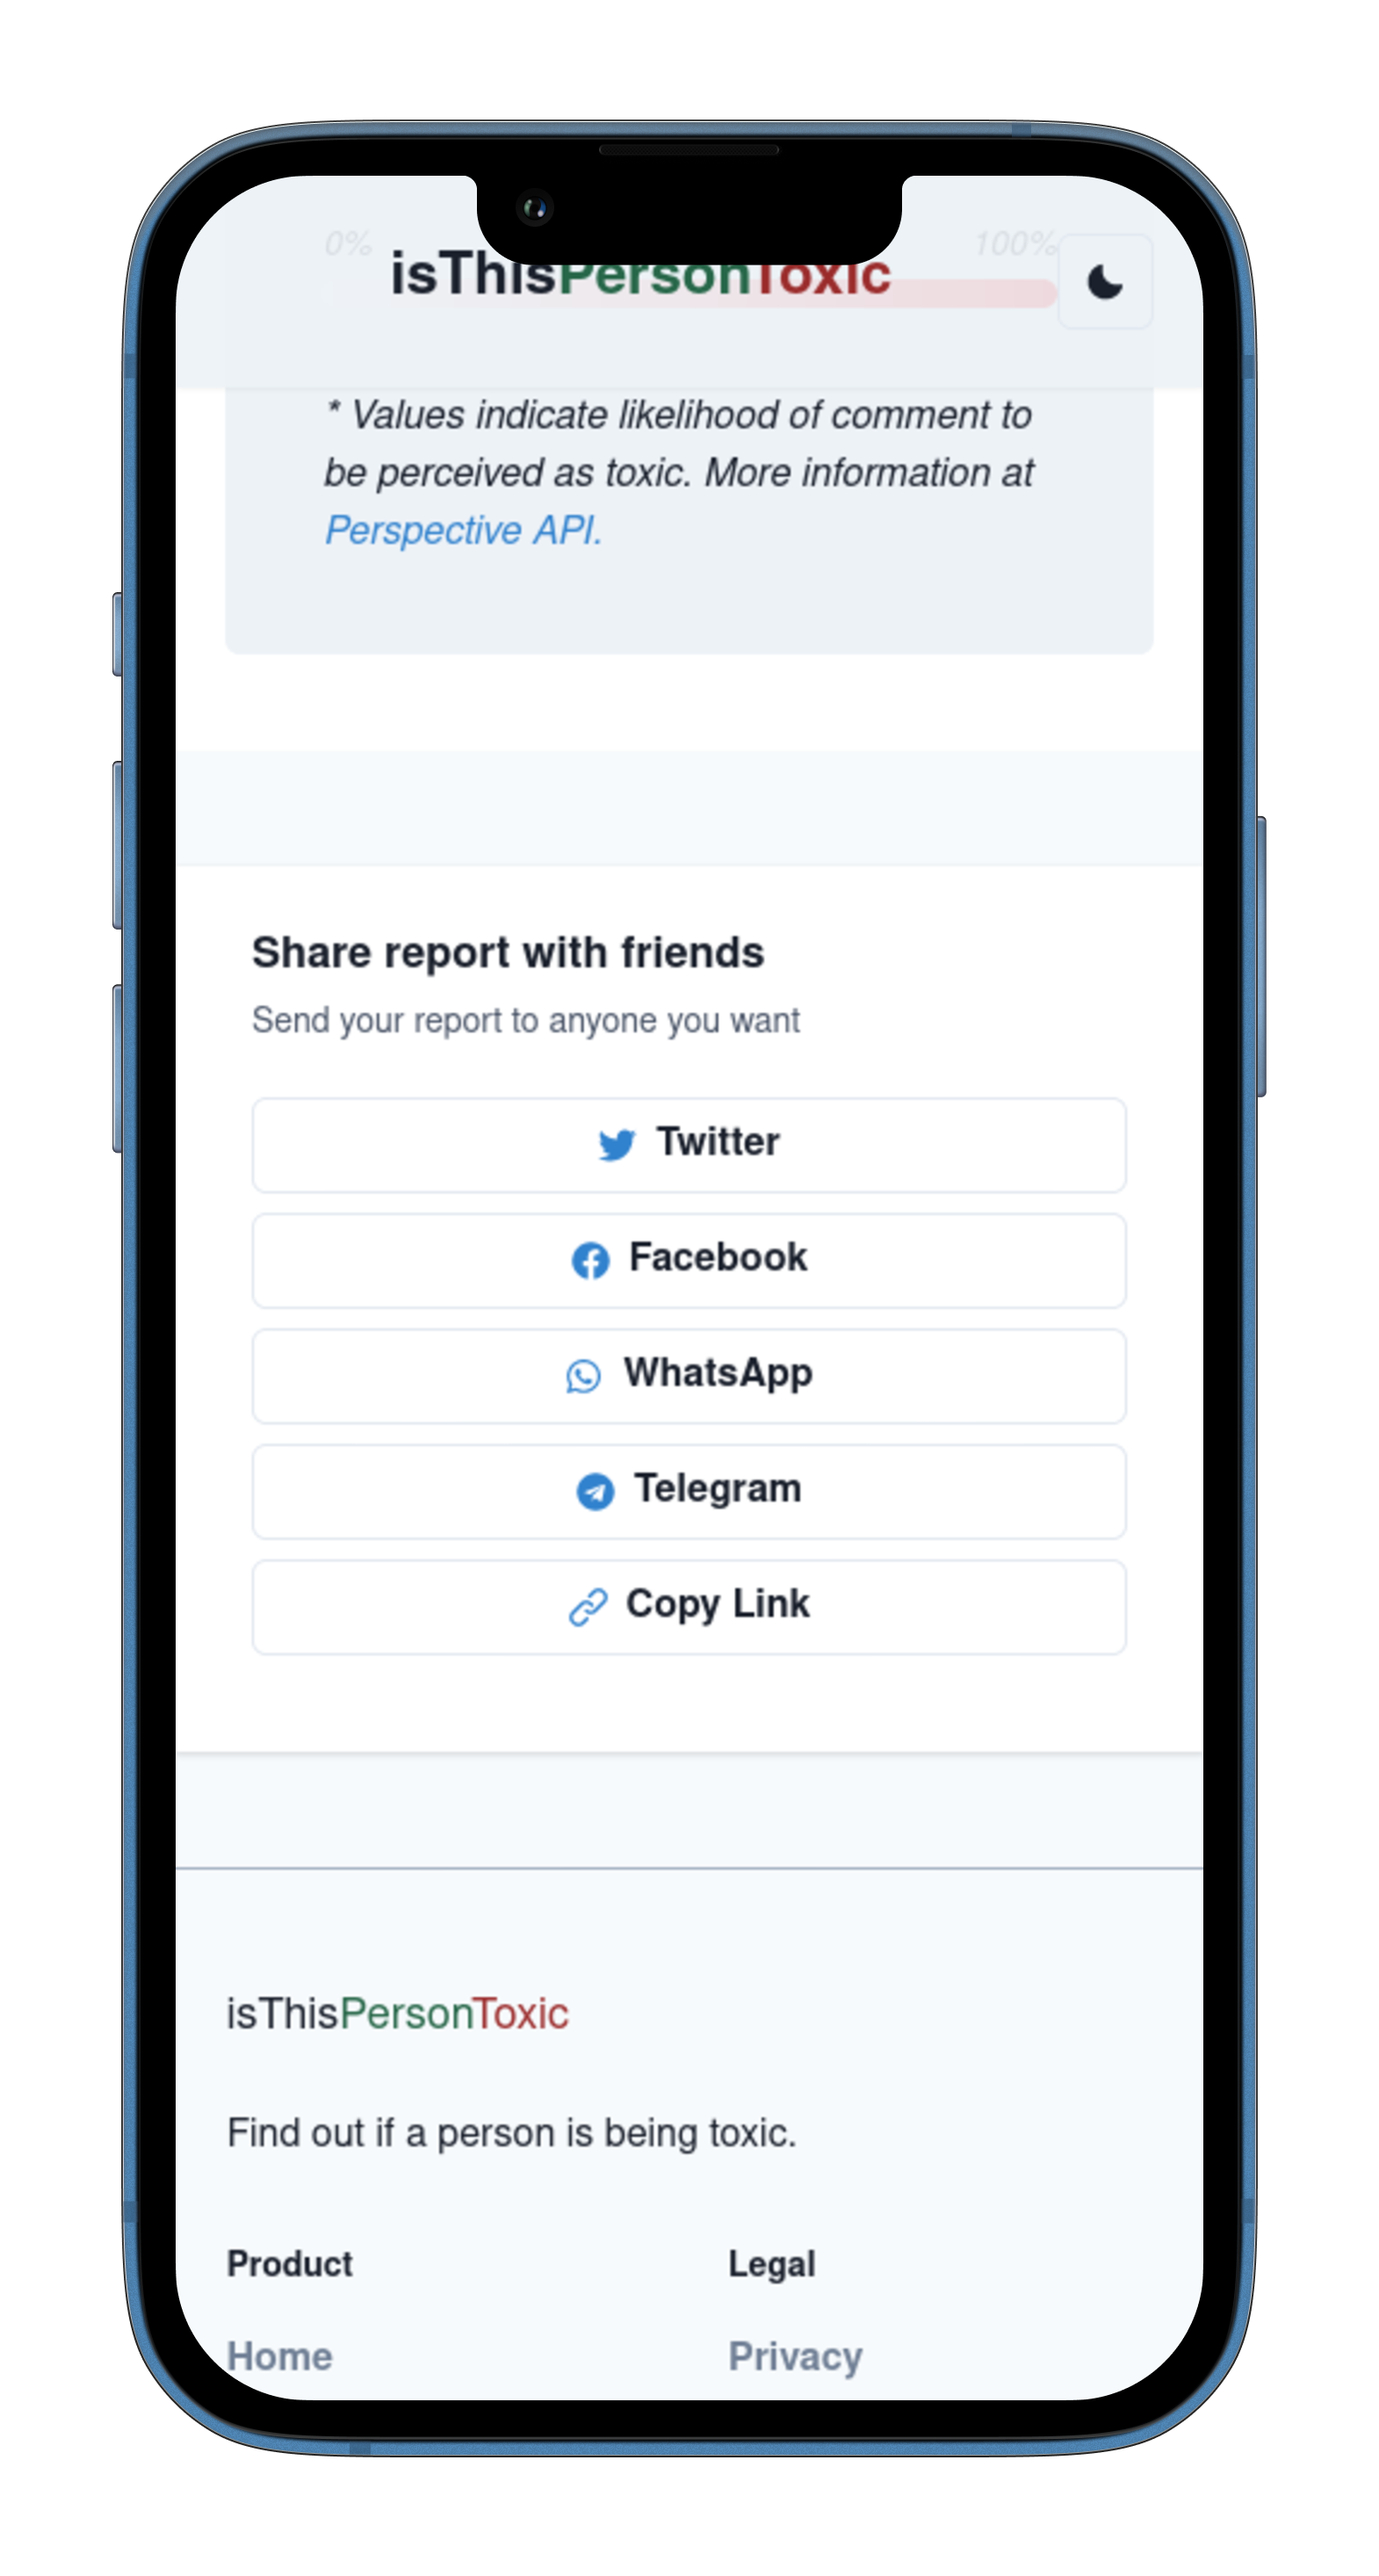 0%
100%
isThisPersonToxic
* Values indicate likelihood of comment to
be perceived as toxic. More information at
Perspective API.
Share report with friends
Send your report to anyone you want
Twitter
Facebook
WhatsApp
Telegram
Copy Link
isThisPersonToxic
Find out if a person is being toxic.
Product
Legal
Home
Privacy